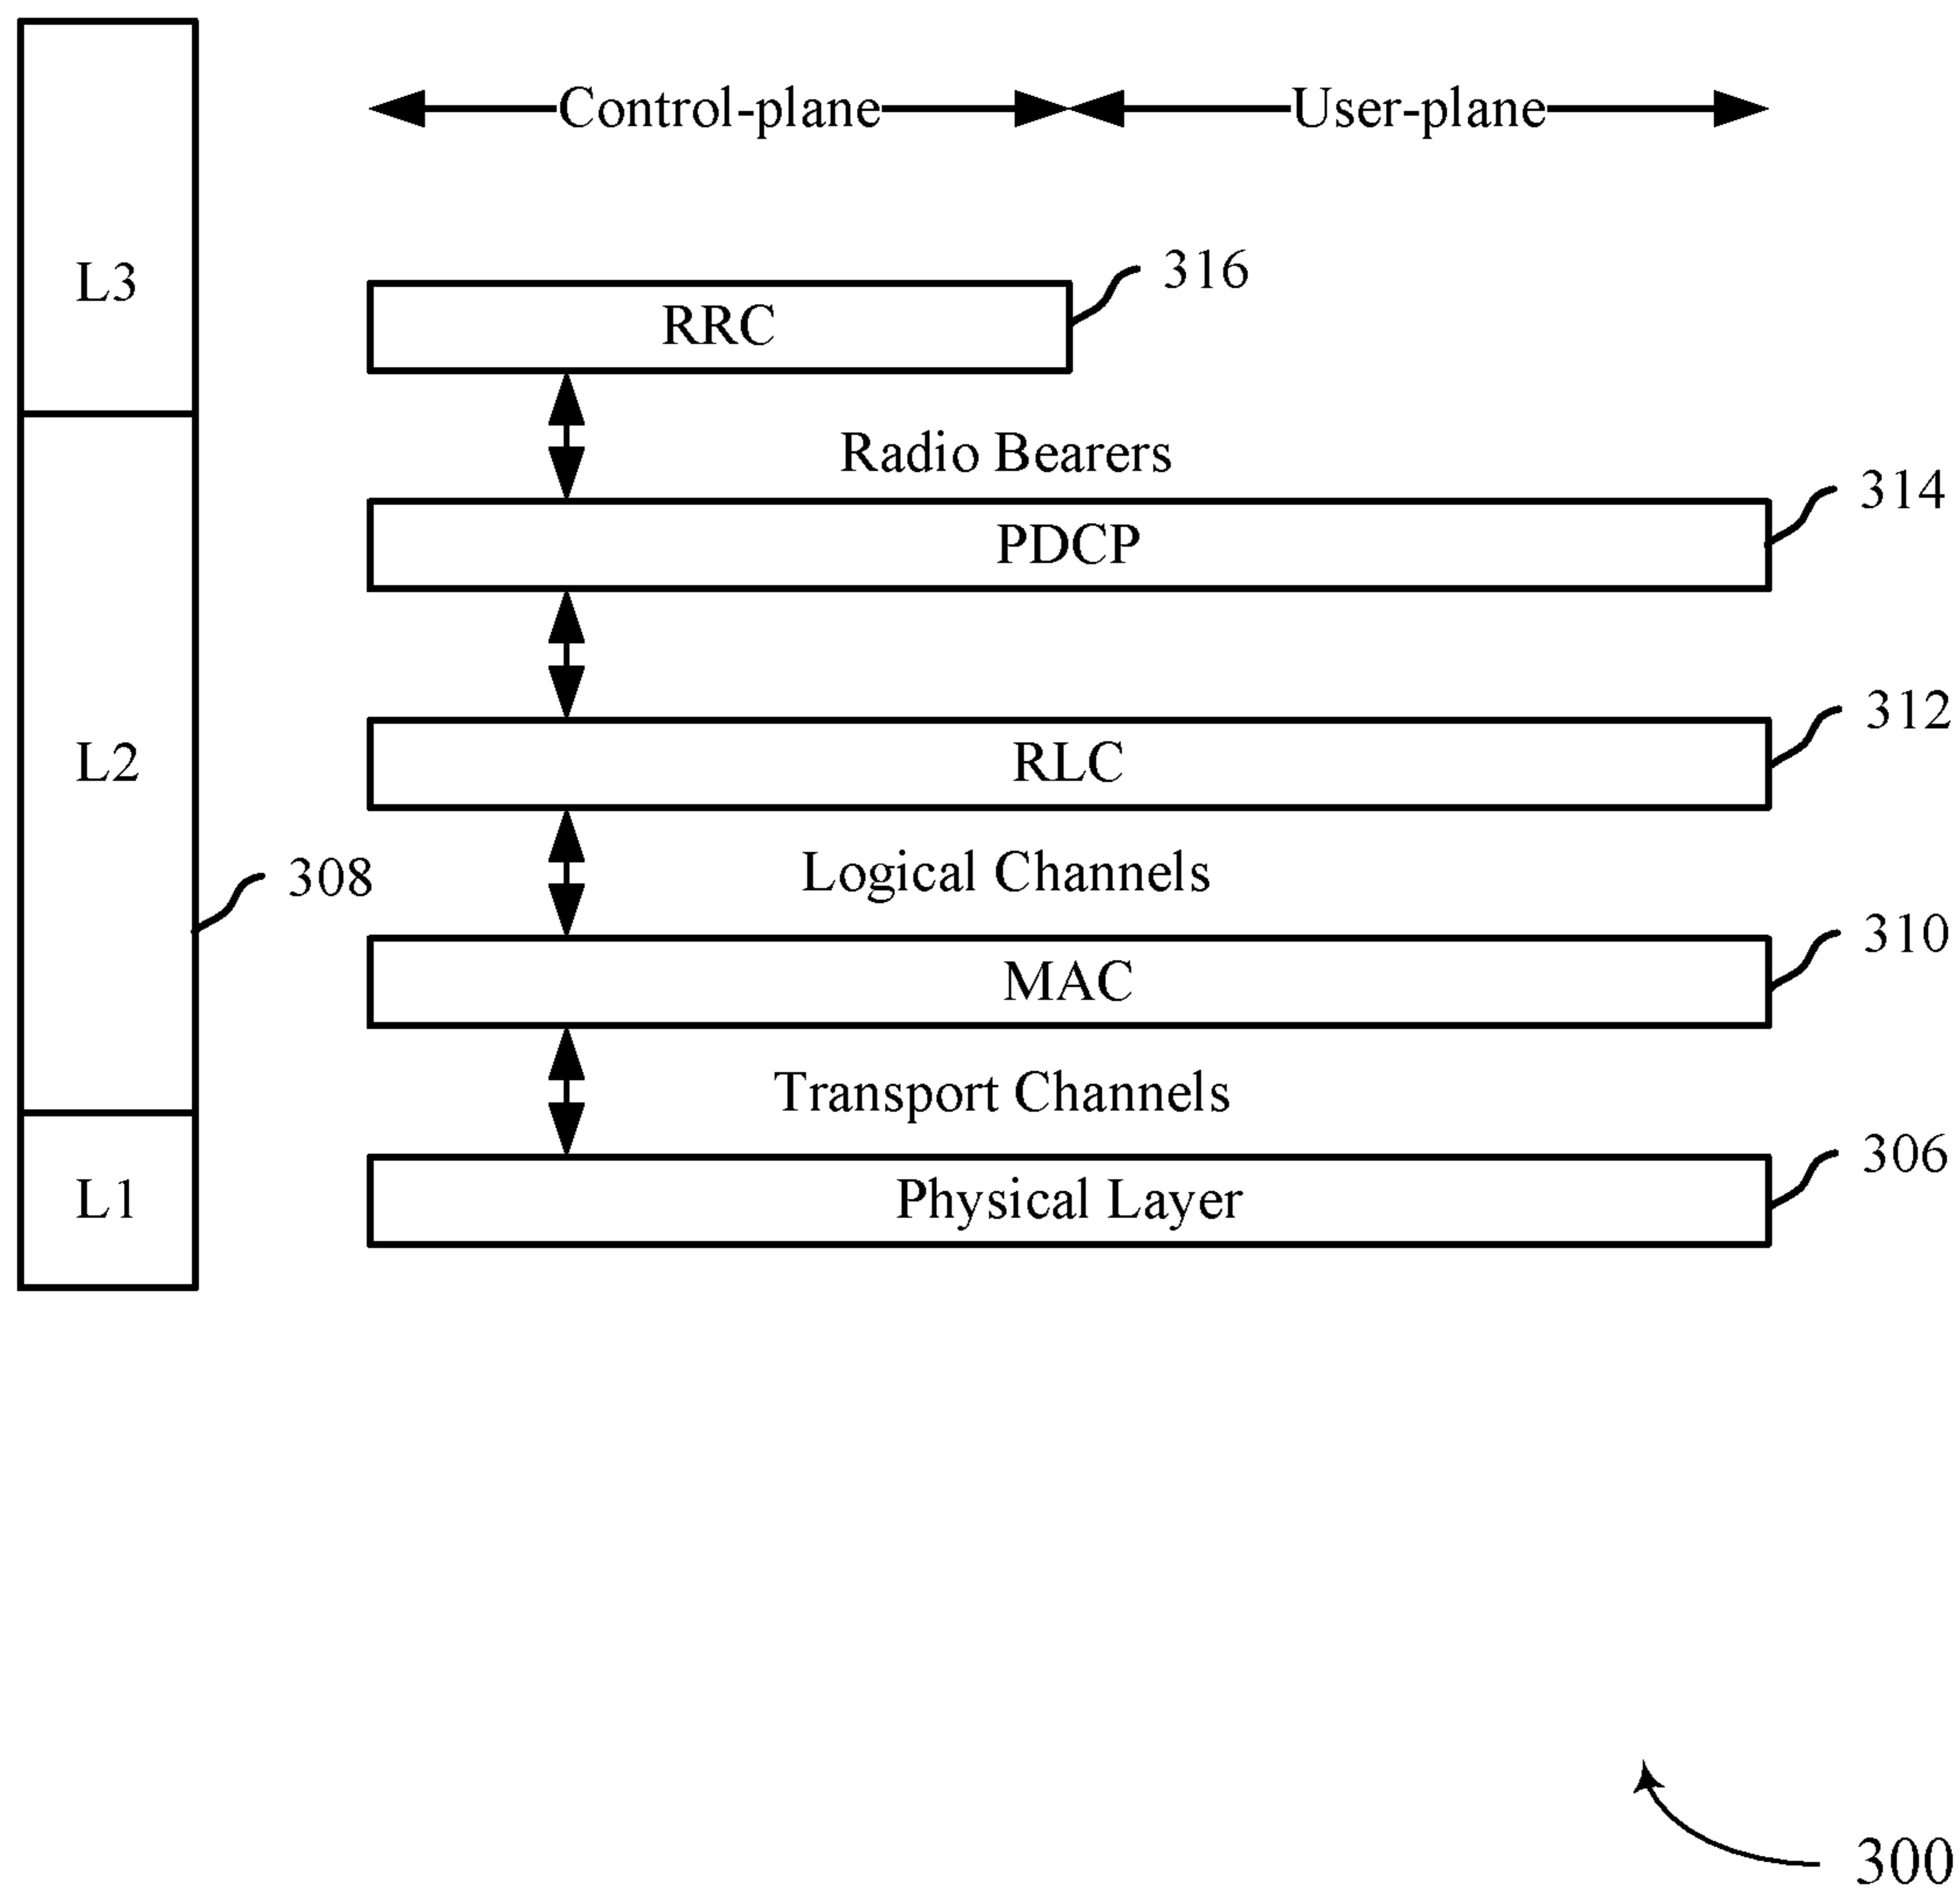 Control-plane User-plane
L3
316
RRC
Radio Bearers
314
PDCP
312
L2
RLC
308
Logical Channels
310
MAC
Transport Channels
306
L1
Physical Layer
300